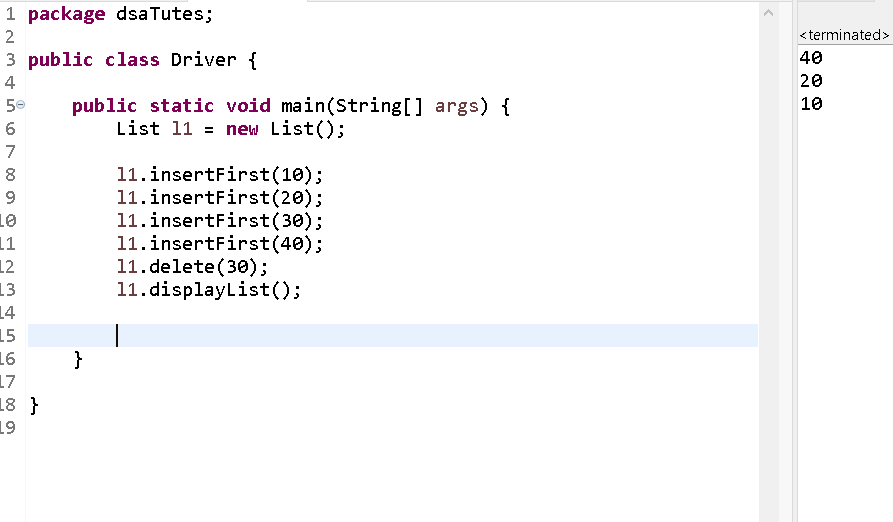 1 package dsaTutes;
2
3 public class Driver {
4
5 public static void main(String[] args) {
6 List l1 = new List();
7
8 l1.insertFirst(10);
9 l1.insertFirst(20);
10 l1.insertFirst(30);
11 l1.insertFirst(40);
12 l1.delete(30);
13 l1.displayList();
14
15
16 }
17
18 }
19
<terminated>
40
20
10